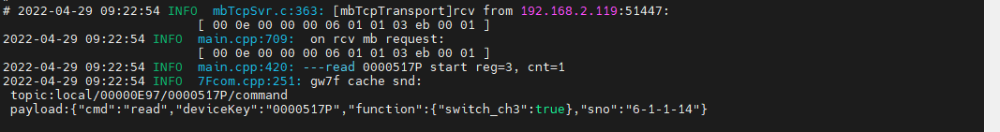 # 2022-04-29 09:22:54 INFO  mbTcpSvr.c:363: [mbTcpTransport]rcv from 192.168.2.119:51447:
[ 00 0e 00 00 00 06 01 01 03 eb 00 01 ]
2022-04-29 09:22:54 INFO  main.cpp:709:  on rcv mb request:
[ 00 0e 00 00 00 06 01 01 03 eb 00 01 ]
2022-04-29 09:22:54 INFO  main.cpp:420: ---read 0000517P start reg=3, cnt=1
2022-04-29 09:22:54 INFO  7Fcom.cpp:251: gw7f cache snd:
topic:local/00000E97/0000517P/command
payload:{"cmd":"read","deviceKey":"0000517P","function":{"switch_ch3":true},"sno":"6-1-1-14"}